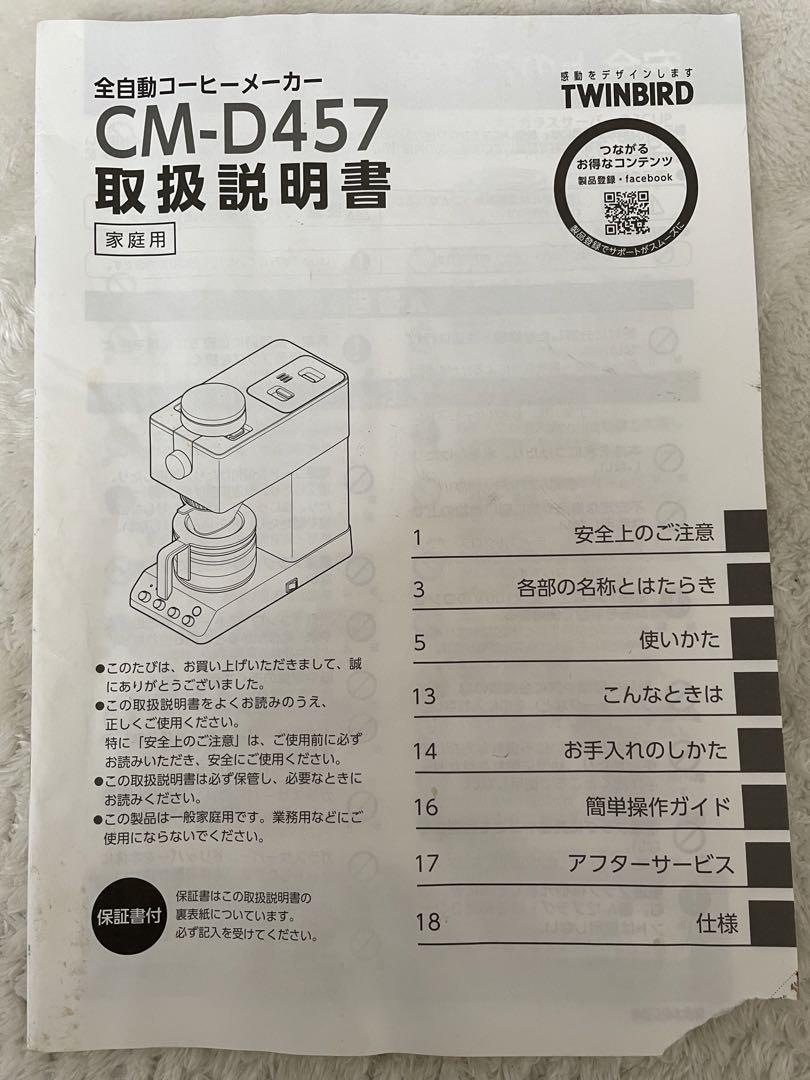 全自動コーヒーメーカー
CM-D457
取扱説明書
家庭用
感動をデザインします
TWINBIRD
つながる
お得なコンテンツ
製品登録・facebook
製品登録でサポートがスムーズに
1 安全上のご注意
3 各部の名称とはたらき
5 使いかた
13 こんなときは
14 お手入れのしかた
16 簡単操作ガイド
17 アフターサービス
18 仕様
●このたびは、お買い上げいただきまして、誠
にありがとうございました。
●この取扱説明書をよくお読みのうえ、
正しくご使用ください。
特に「安全上のご注意」は、ご使用前に必ず
お読みいただき、安全にご使用ください。
●この取扱説明書は必ず保管し、必要なときに
お読みください。
●この製品は一般家庭用です。業務用などにご
使用にならないでください。
保証書付
保証書はこの取扱説明書の
裏表紙についています。
必ず記入を受けてください。